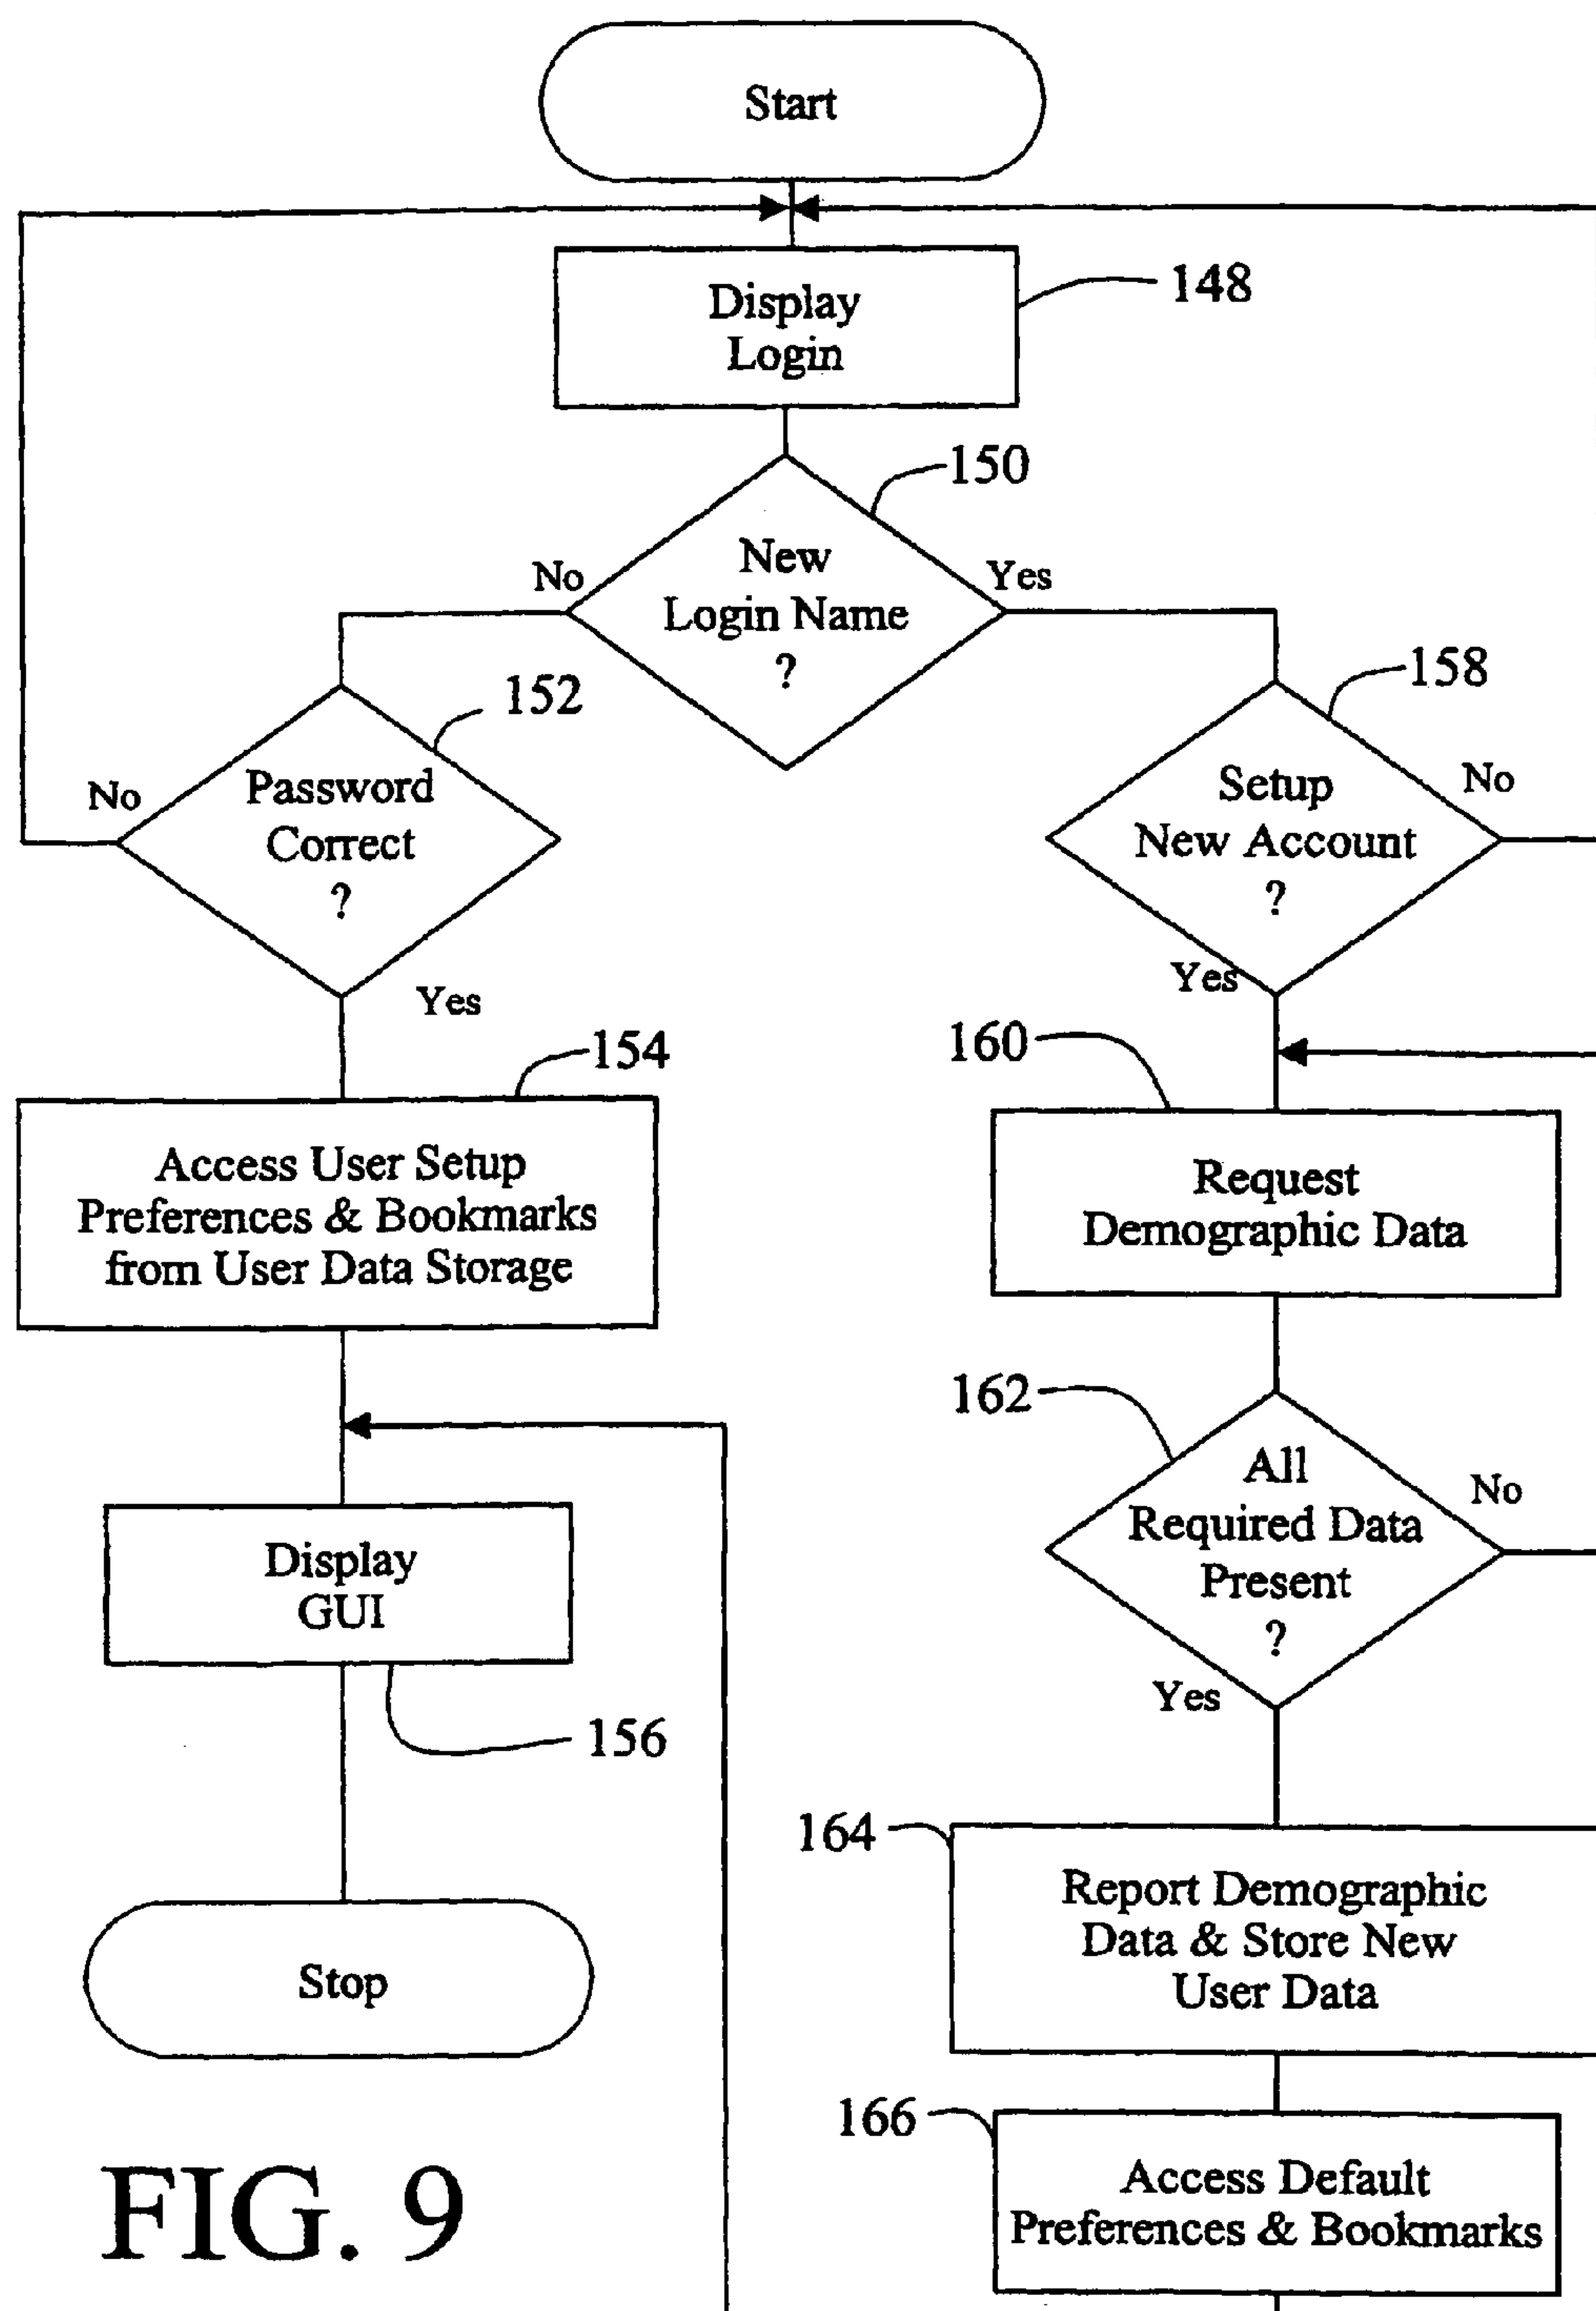 Start
Display
Login
148
150
New
Login Name
?
No
Yes
152
Password
Correct
?
No
Yes
158
Setup
New Account
?
No
Yes
154
Access User Setup
Preferences & Bookmarks
from User Data Storage
160
Request
Demographic Data
162
All
Required Data
Present
?
No
Yes
Display
GUI
156
Stop
164
Report Demographic
Data & Store New
User Data
166
Access Default
Preferences & Bookmarks
FIG. 9